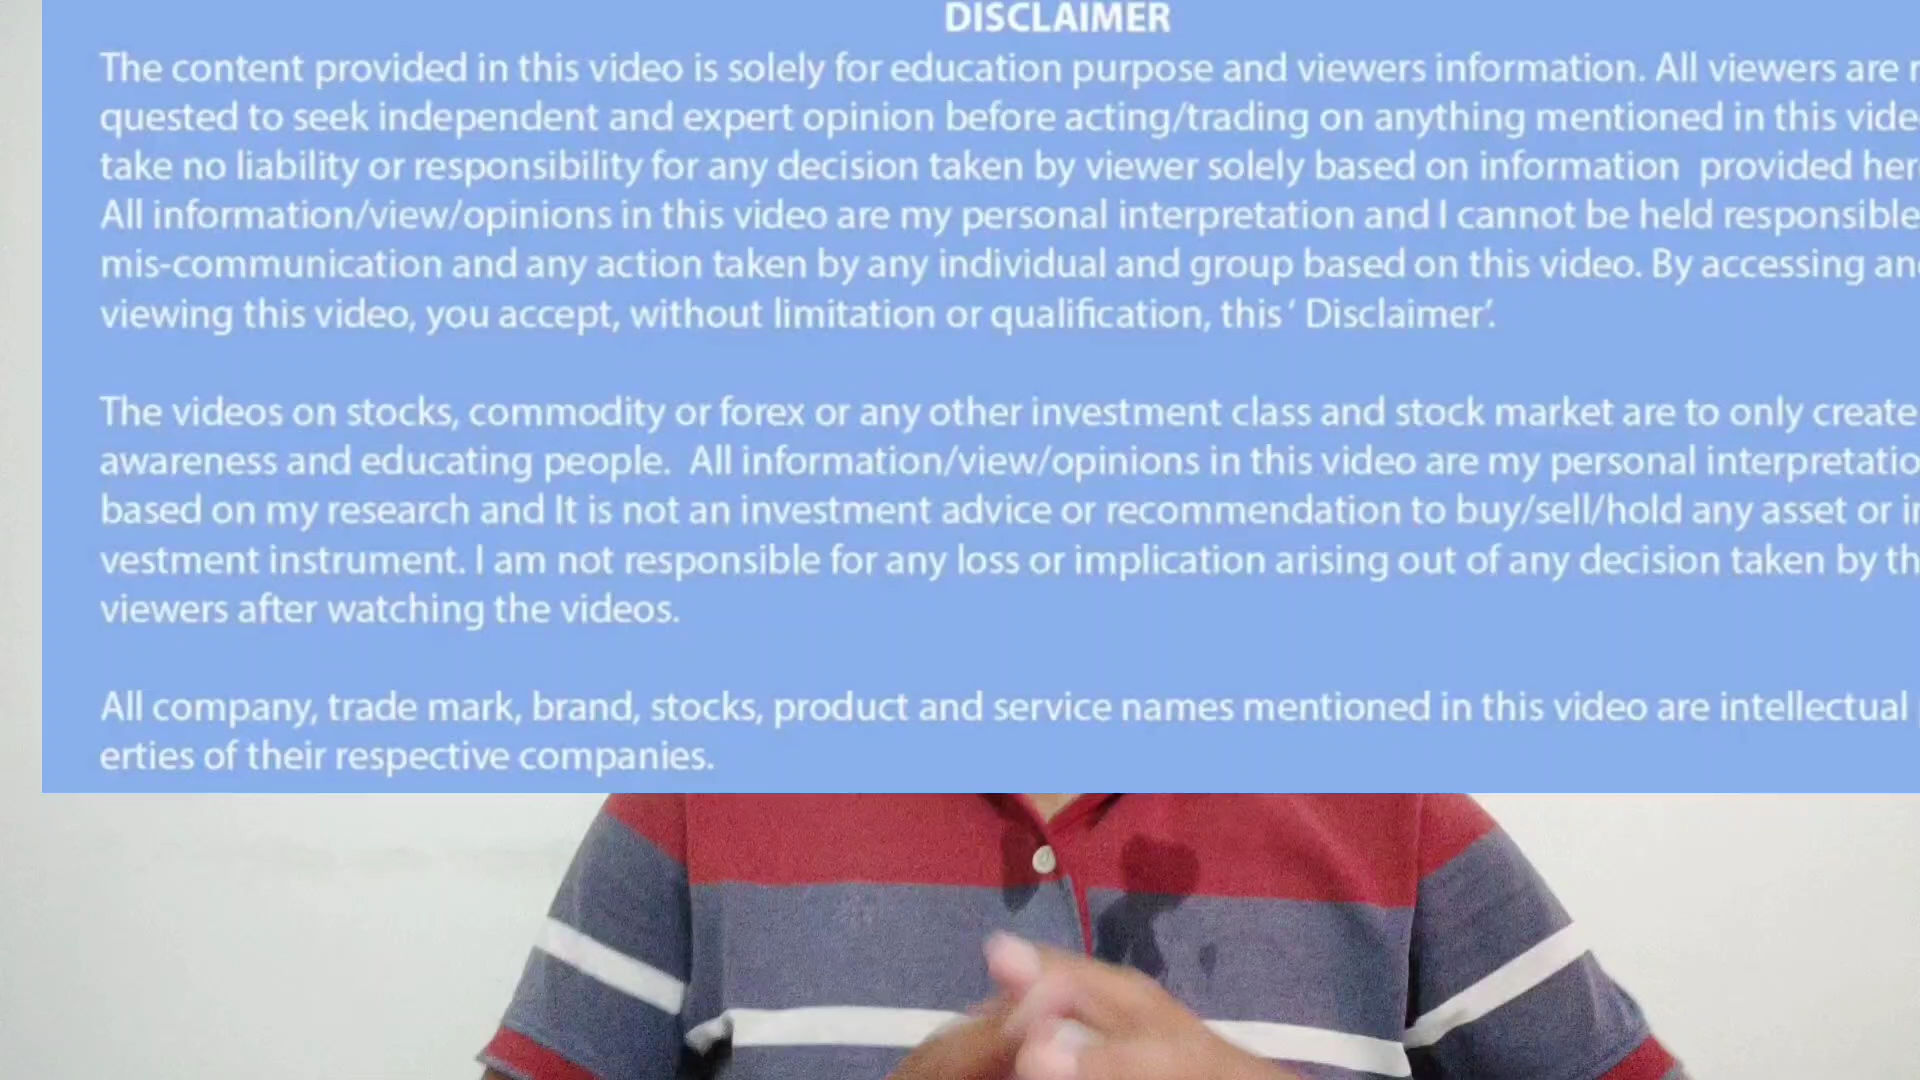 DISCLAIMER
The content provided in this video is solely for education purpose and viewers information. All viewers are
quested to seek independent and expert opinion before acting/trading on anything mentioned in this
take no liability or responsibility for any decision taken by viewer solely based on information provided
All information/view/opinions in this video are my personal interpretation and I cannot be held responsible
mis-communication and any action taken by any individual and group based on this video. By accessing
viewing this video, you accept, without limitation or qualification, this ‘ Disclaimer’.
The videos on stocks, commodity or forex or any other investment class and stock market are to only create
awareness and educating people. All information/view/opinions in this video are my personal
based on my research and It is not an investment advice or recommendation to buy/sell/hold any asset or
vestment instrument. I am not responsible for any loss or implication arising out of any decision taken by
viewers after watching the videos.
All company, trade mark, brand, stocks, product and service names mentioned in this video are intellectual
erties of their respective companies.